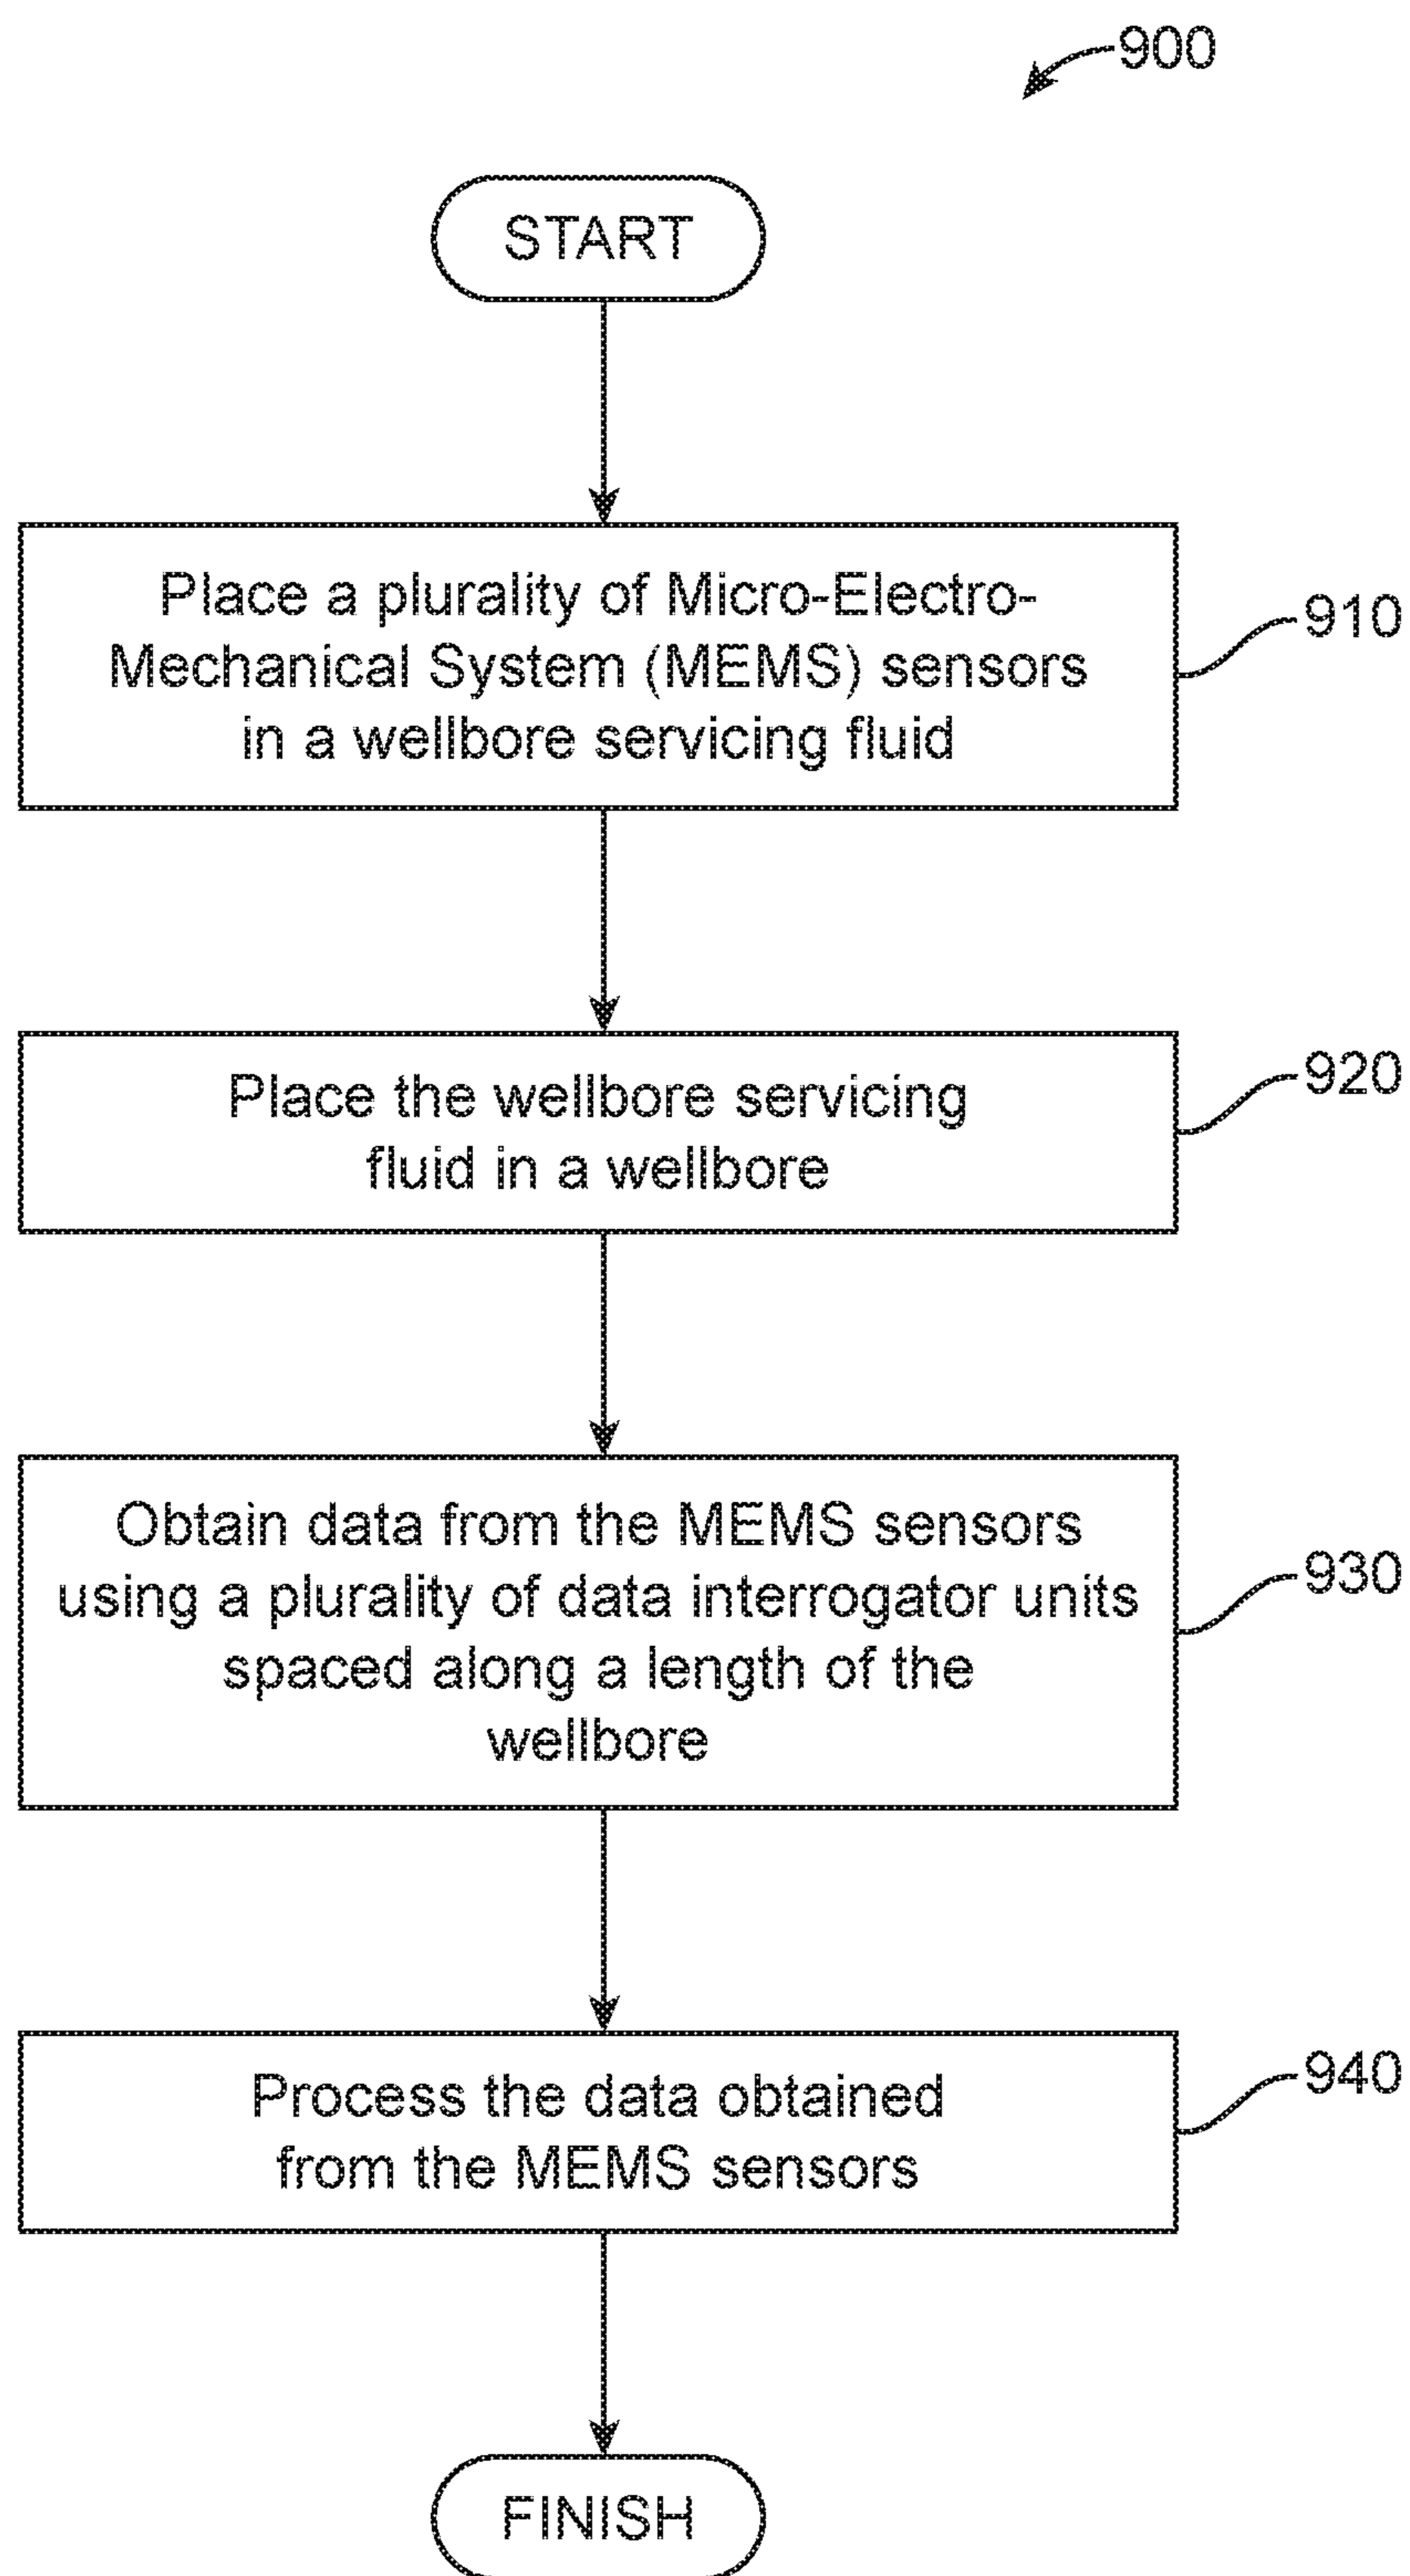 900
START
Place a plurality of Micro-Electro-
Mechanical System (MEMS) sensors
in a wellbore servicing fluid
910
Place the wellbore servicing
fluid in a wellbore
920
Obtain data from the MEMS sensors
using a plurality of data interrogator units
spaced along a length of the
wellbore
930
Process the data obtained
from the MEMS sensors
940
FINISH